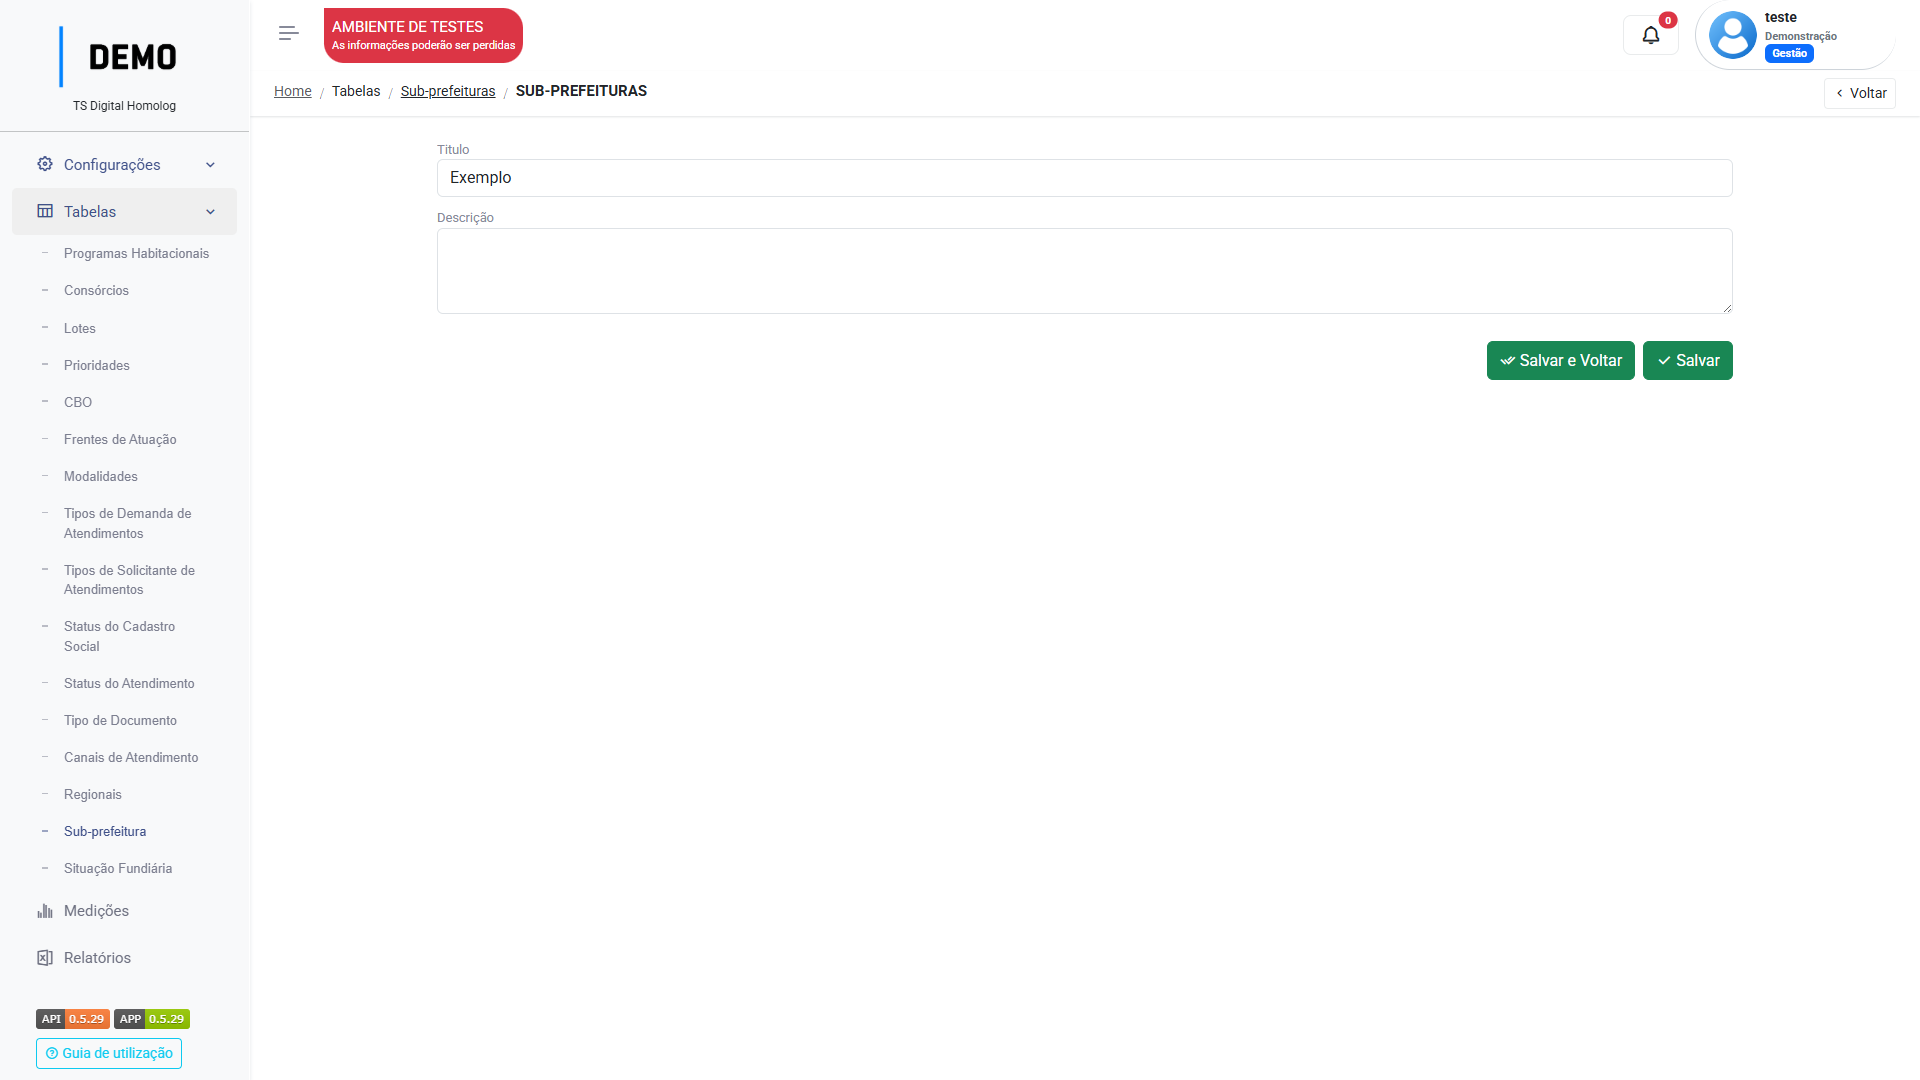 DEMO
TS Digital Homolog
Configurações
Tabelas
Programas Habitacionais
Consórcios
Lotes
Prioridades
CBO
Frentes de Atuação
Modalidades
Tipos de Demanda de
Atendimentos
Tipos de Solicitante de
Atendimentos
Status do Cadastro
Social
Status do Atendimento
Tipo de Documento
Canais de Atendimento
Regionais
Sub-prefeitura
Situação Fundiária
Medições
Relatórios
API 0.5.29 APP 0.5.29
Guia de utilização
AMBIENTE DE TESTES
As informações poderão ser perdidas
0
teste
Demonstração
Gestão
Home / Tabelas / Sub-prefeituras / SUB-PREFEITURAS
Voltar
Titulo
Exemplo
Descrição
Salvar e Voltar
Salvar